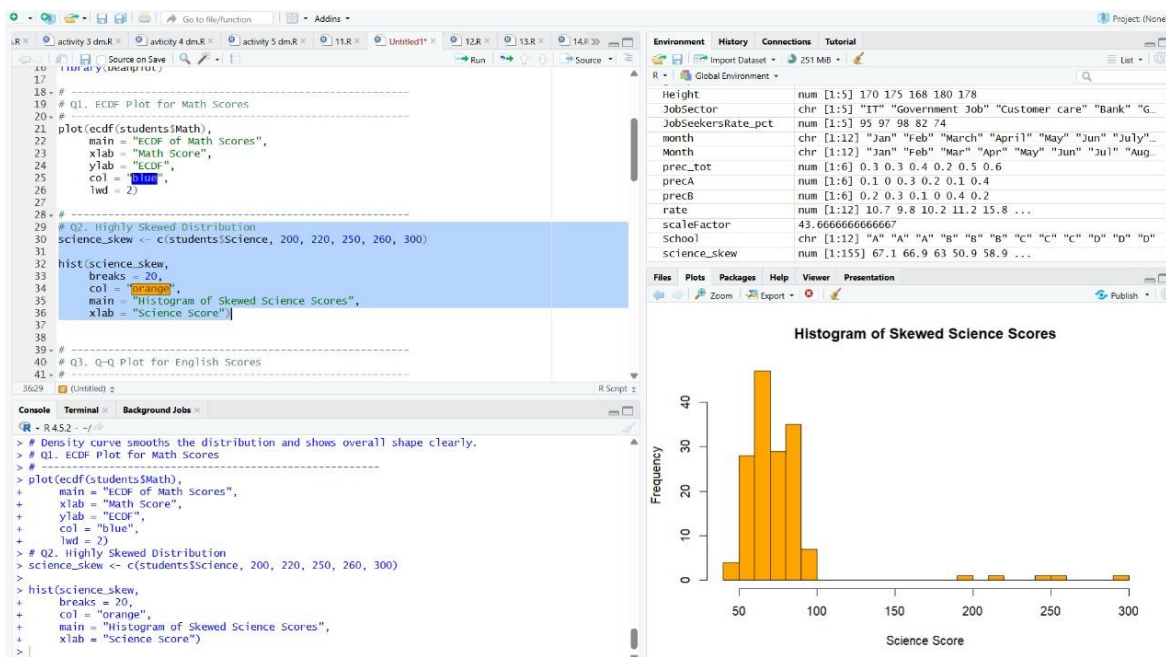 Go to file/function
Addins
Project: (None
.R
activity 3 dm.R
avticity 4 dm.R
activity 5 dm.R
11.R
Untitled1*
12.R
13.R
14.R
Source on Save
Run
Source
16 library(beanplot)
17
18 # ------------------------------------------------------------
19 # Q1. ECDF Plot for Math Scores
20 # ------------------------------------------------------------
21 plot(ecdf(students$Math),
22 main = "ECDF of Math Scores",
23 xlab = "Math Score",
24 ylab = "ECDF",
25 col = "blue",
26 lwd = 2)
27
28 # ------------------------------------------------------------
29 # Q2. Highly Skewed Distribution
30 science_skew <- c(students$Science, 200, 220, 250, 260, 300)
31
32 hist(science_skew,
33 breaks = 20,
34 col = "orange",
35 main = "Histogram of Skewed Science Scores",
36 xlab = "Science Score")
37
38
39 # ------------------------------------------------------------
40 # Q3. Q-Q Plot for English Scores
41 # ------------------------------------------------------------
36:29
(Untitled)
R Script
Console
Terminal
Background Jobs
R - R 4.5.2 · ~/
> # Density curve smooths the distribution and shows overall shape clearly.
> # Q1. ECDF Plot for Math Scores
> # ------------------------------------------------------------
> plot(ecdf(students$Math),
+ main = "ECDF of Math Scores",
+ xlab = "Math Score",
+ ylab = "ECDF",
+ col = "blue",
+ lwd = 2)
> # Q2. Highly Skewed Distribution
> science_skew <- c(students$Science, 200, 220, 250, 260, 300)
>
> hist(science_skew,
+ breaks = 20,
+ col = "orange",
+ main = "Histogram of Skewed Science Scores",
+ xlab = "Science Score")
>
Environment
History
Connections
Tutorial
Import Dataset
251 MiB
List
R
Global Environment
Height num [1:5] 170 175 168 180 178
JobSector chr [1:5] "IT" "Government Job" "Customer care" "Bank" "G…
JobSeekersRate_pct num [1:5] 95 97 98 82 74
month chr [1:12] "Jan" "Feb" "March" "April" "May" "Jun" "July"…
Month chr [1:12] "Jan" "Feb" "Mar" "Apr" "May" "Jun" "Jul" "Aug…
prec_tot num [1:6] 0.3 0.3 0.4 0.2 0.5 0.6
precA num [1:6] 0.1 0 0.3 0.2 0.1 0.4
precB num [1:6] 0.2 0.3 0.1 0 0.4 0.2
rate num [1:12] 10.7 9.8 10.2 11.2 15.8 ...
scaleFactor 43.6666666666667
School chr [1:12] "A" "A" "A" "B" "B" "B" "C" "C" "C" "D" "D" "D"
science_skew num [1:155] 67.1 66.9 63 50.9 58.9 ...
Files
Plots
Packages
Help
Viewer
Presentation
Zoom
Export
Publish
Histogram of Skewed Science Scores
Frequency
40
30
20
10
0
50 100 150 200 250 300
Science Score